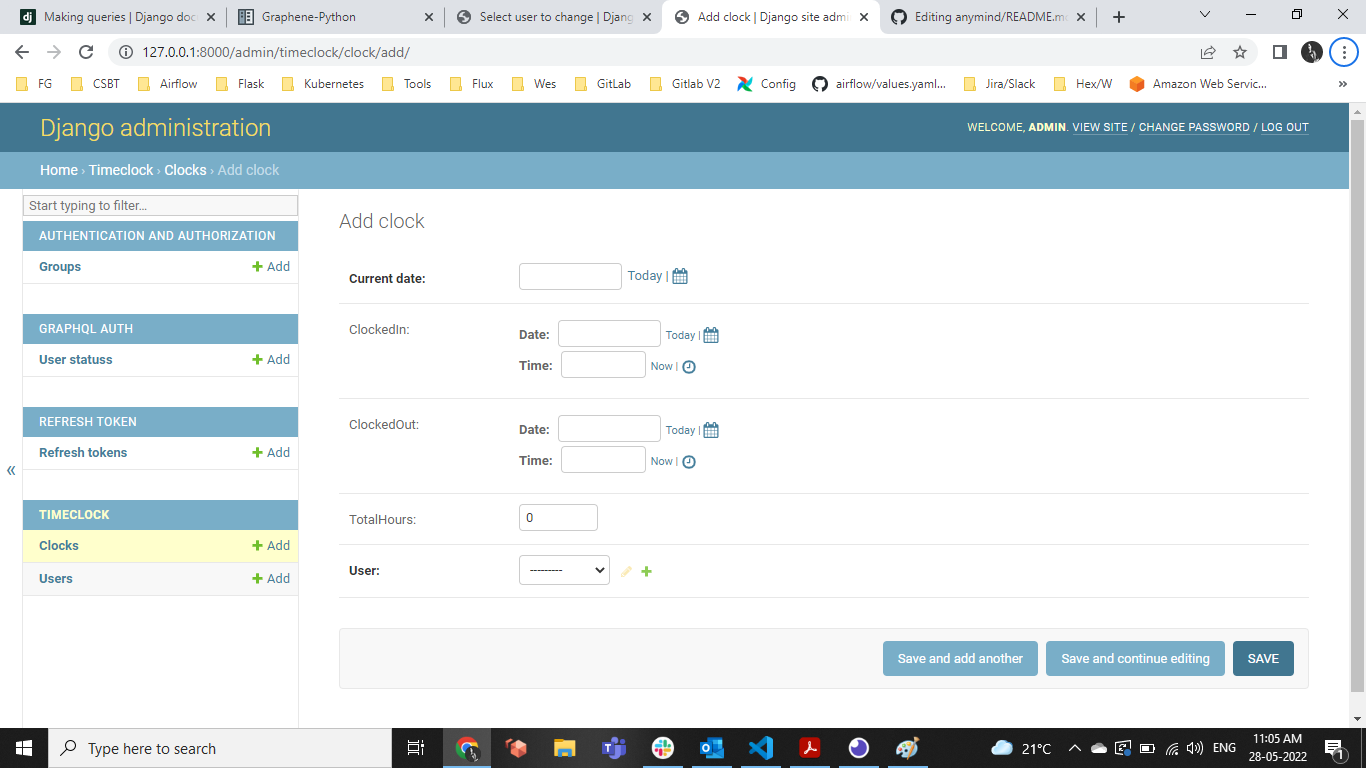 Making queries | Django doc
Graphene-Python
Select user to change | Djang
Add clock | Django site admi
Editing anymind/README.m
127.0.0.1:8000/admin/timeclock/clock/add/
FG CSBT Airflow Flask Kubernetes Tools Flux Wes GitLab Gitlab V2 Config airflow/values.yaml... Jira/Slack Hex/W Amazon Web Servic... »
Django administration
WELCOME, ADMIN. VIEW SITE / CHANGE PASSWORD / LOG OUT
Home › Timeclock › Clocks › Add clock
Start typing to filter...
AUTHENTICATION AND AUTHORIZATION
Groups + Add
GRAPHQL AUTH
User statuss + Add
REFRESH TOKEN
Refresh tokens + Add
«
TIMECLOCK
Clocks + Add
Users + Add
Add clock
Current date: Today |
ClockedIn: Date: Today |
Time: Now |
ClockedOut: Date: Today |
Time: Now |
TotalHours: 0
User: ---------
Save and add another Save and continue editing SAVE
Type here to search
21°C ENG
11:05 AM
28-05-2022
1